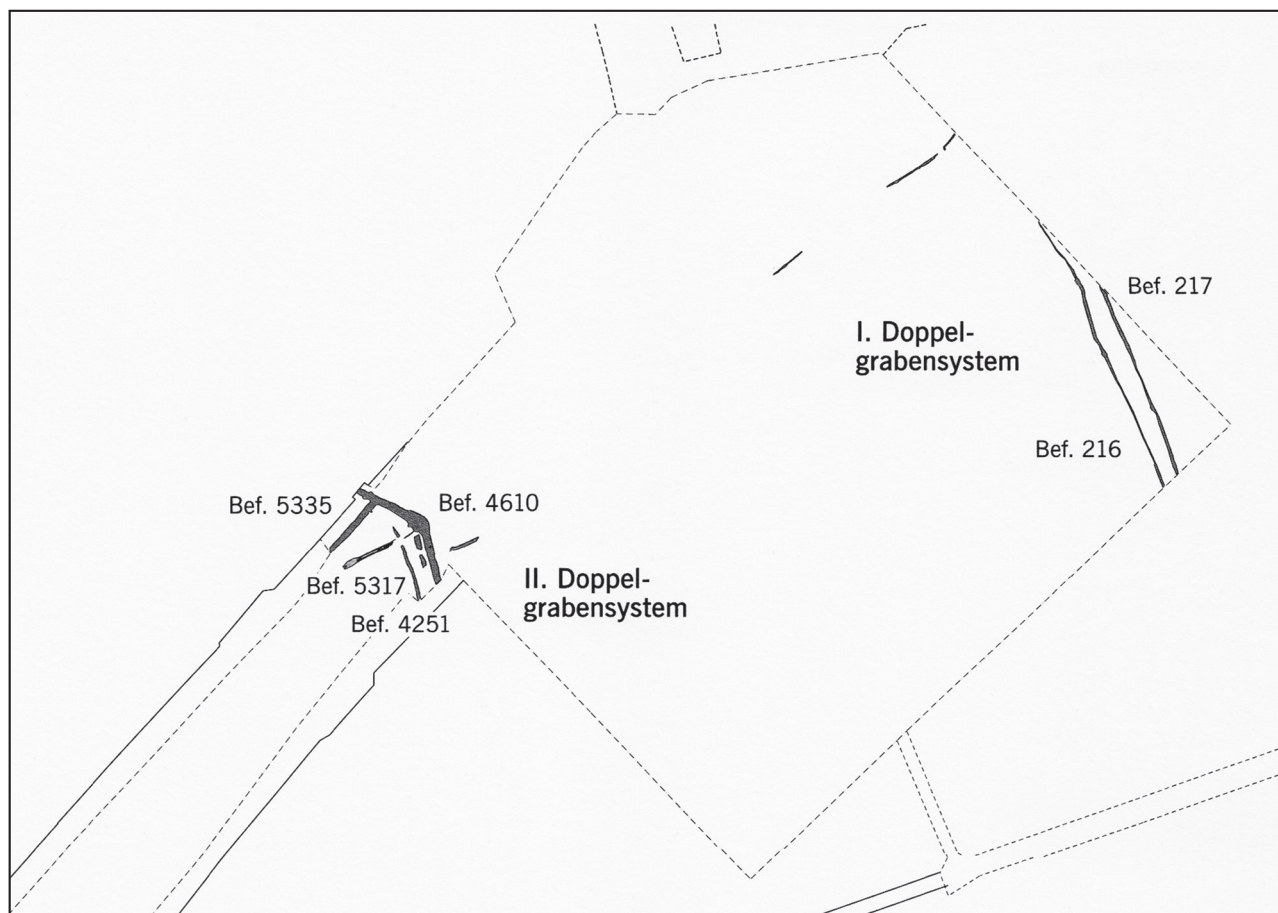 Bef. 217
I. Doppel-
grabensystem
Bef. 216
Bef. 5335
Bef. 4610
II. Doppel-
grabensystem
Bef. 5317
Bef. 4251